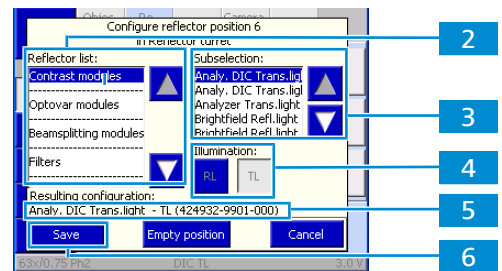 Configure reflector position 6
in Reflector turret
2
Reflector list:
Subselection:
Contrast modules
Analy. DIC Trans.lig
Analy. DIC Trans.ligl
Optovar modules
Analyzer Trans.light
3
Brightfield Refl.light
Beamsplitting modules
Brightfield Refl.light
Filters
Illumination:
4
RL
TL
Resulting configuration:
Analy. DIC Trans.light - TL (424932-9901-000)
5
Save
Empty position
Cancel
6
63x/0.75 Ph2
DIC TL
3.0 V